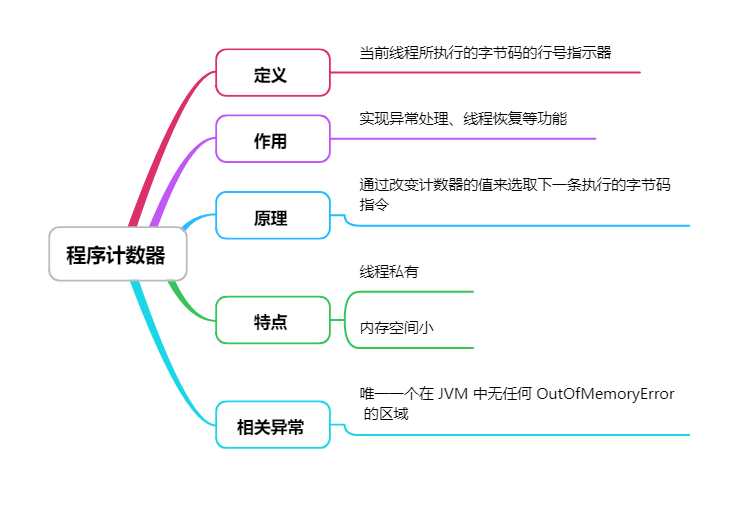 程序计数器
定义
当前线程所执行的字节码的行号指示器
作用
实现异常处理、线程恢复等功能
原理
通过改变计数器的值来选取下一条执行的字节码
指令
特点
线程私有
内存空间小
相关异常
唯一一个在 JVM 中无任何 OutOfMemoryError
的区域